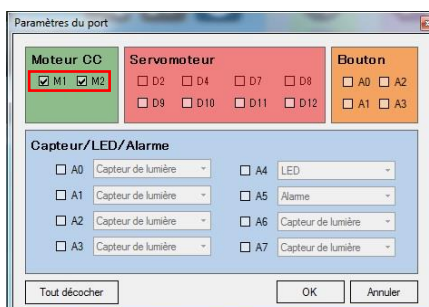 Paramètres du port
Moteur CC Servomoteur Bouton
M1 M2 D2 D4 D7 D8 A0 A2
D9 D10 D11 D12 A1 A3
Capteur/LED/Alarme
A0 Capteur de lumière A4 LED
A1 Capteur de lumière A5 Alarme
A2 Capteur de lumière A6 Capteur de lumière
A3 Capteur de lumière A7 Capteur de lumière
Tout décocher OK Annuler